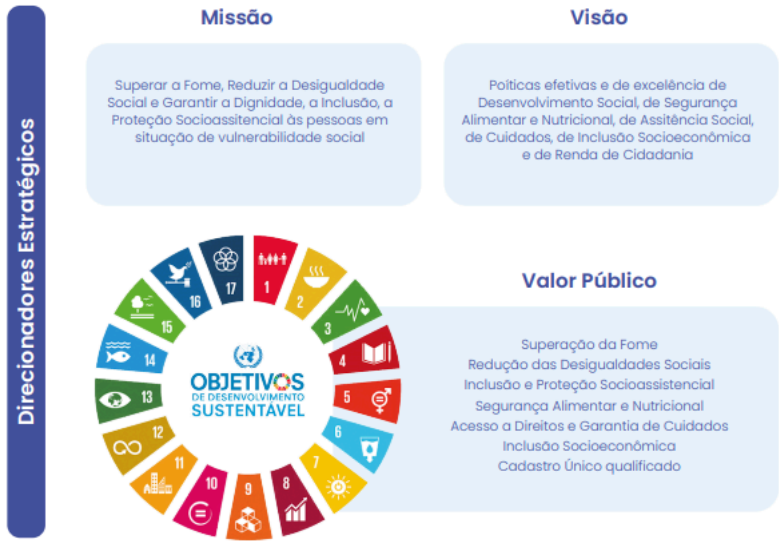 Direcionadores Estratégicos
Missão
Superar a Fome, Reduzir a Desigualdade
Social e Garantir a Dignidade, a Inclusão, a
Proteção Socioassitencial às pessoas em
situação de vulnerabilidade social
Visão
Poíticas efetivas e de excelência de
Desenvolvimento Social, de Segurança
Alimentar e Nutricional, de Assitência Social,
de Cuidados, de Inclusão Socioeconômica
e de Renda de Cidadania
1
2
3
4
5
6
7
8
9
10
11
12
13
14
15
16
17
OBJETIVOS
DE DESENVOLVIMENTO
SUSTENTÁVEL
Valor Público
Superação da Fome
Redução das Desigualdades Sociais
Inclusão e Proteção Socioassistencial
Segurança Alimentar e Nutricional
Acesso a Direitos e Garantia de Cuidados
Inclusão Socioeconômica
Cadastro Único qualificado